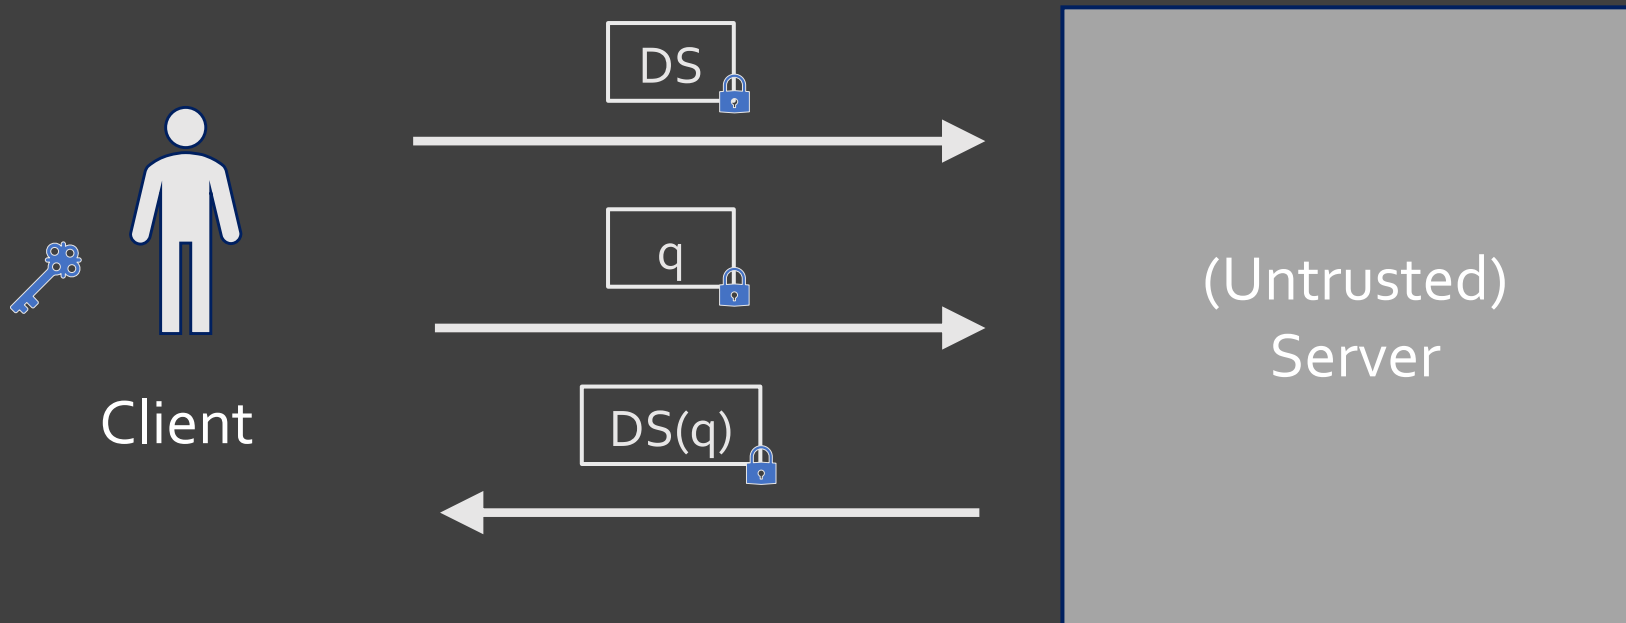 DS
q
DS(q)
Client
(Untrusted)
Server